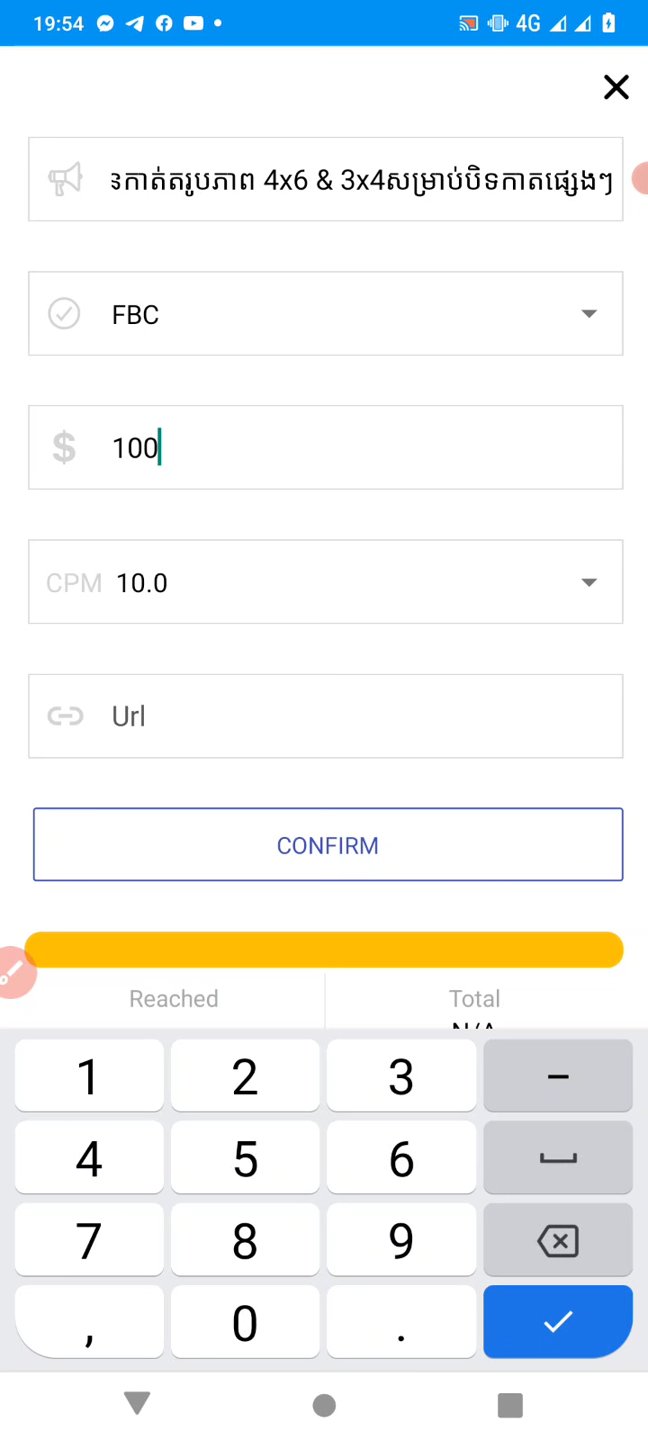 19:54
4G
កាត់តរូបភាព 4x6 & 3x4សម្រាប់បិទកាតផ្សេងៗ
FBC
$ 100
CPM 10.0
Url
CONFIRM
Reached Total
N/A
1 2 3 –
4 5 6
7 8 9
, 0 .